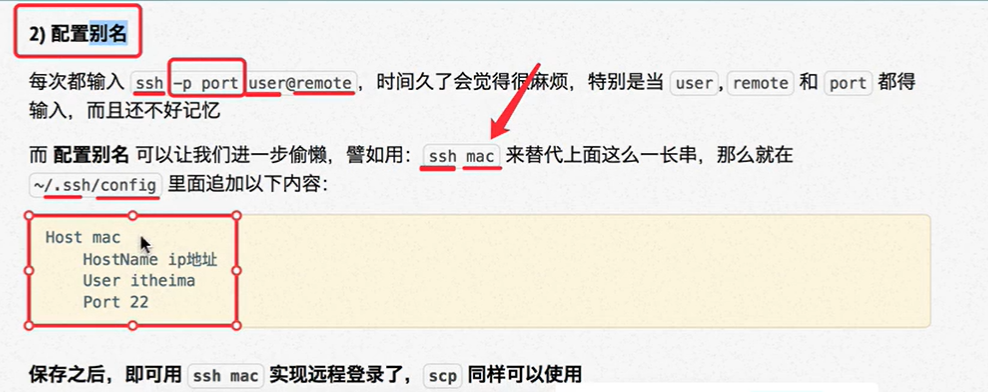 2) 配置别名
每次都输入 ssh -p port user@remote，时间久了会觉得很麻烦，特别是当 user, remote 和 port 都得
输入，而且还不好记忆
而 配置别名 可以让我们进一步偷懒，譬如用： ssh mac 来替代上面这么一长串，那么就在
~/.ssh/config 里面追加以下内容：
Host mac
HostName ip地址
User itheima
Port 22
保存之后，即可用 ssh mac 实现远程登录了，scp 同样可以使用